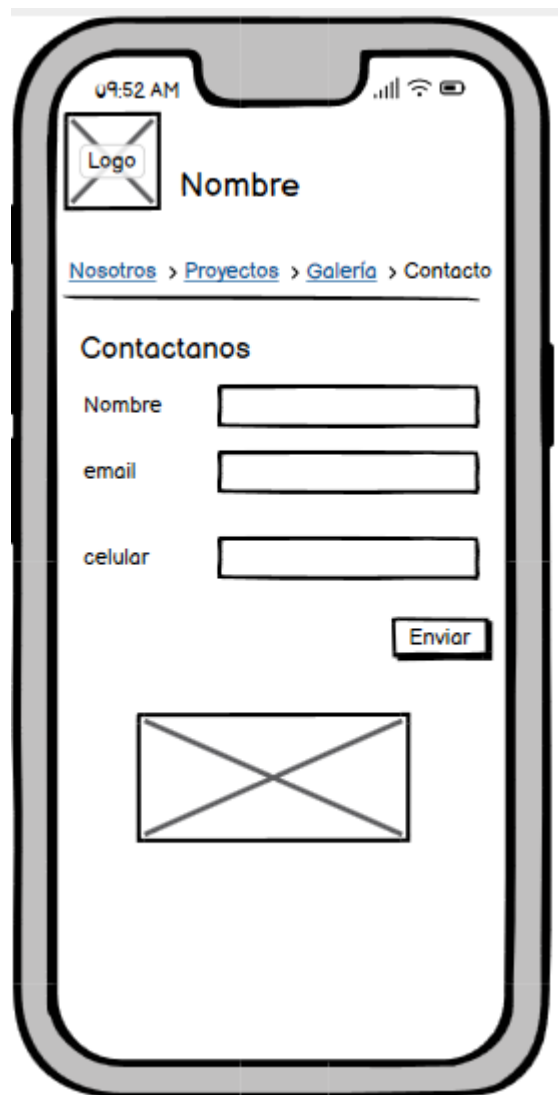 09:52 AM
Logo
Nombre
Nosotros > Proyectos > Galería > Contacto
Contactanos
Nombre
email
celular
Enviar